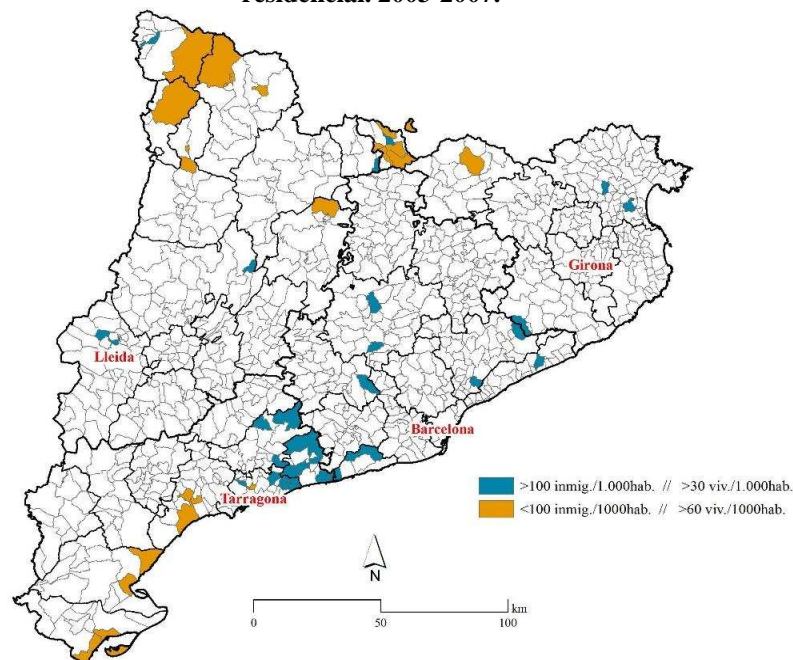 residencial. 2003-2007.
Girona
Lleida
Barcelona
>100 inmig./1.000hab. // >30 viv./1.000hab.
Tarragona
<100 inmig./1000hab. // >60 viv./1000hab.
N
km
0 50 100